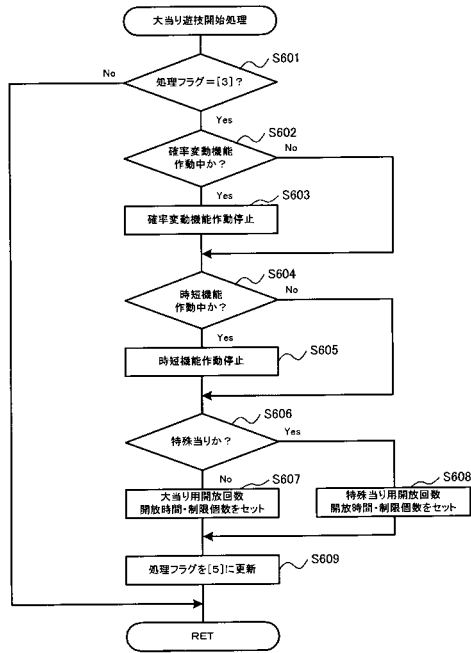 大当り遊技開始処理
S601
処理フラグ=[3]?
No
Yes
S602
確率変動機能
作動中か?
No
Yes
S603
確率変動機能作動停止
S604
時短機能
作動中か?
No
Yes
S605
時短機能作動停止
S606
特殊当りか?
Yes
No
S607
大当り用開放回数
開放時間・制限個数をセット
S608
特殊当り用開放回数
開放時間・制限個数をセット
S609
処理フラグを[5]に更新
RET